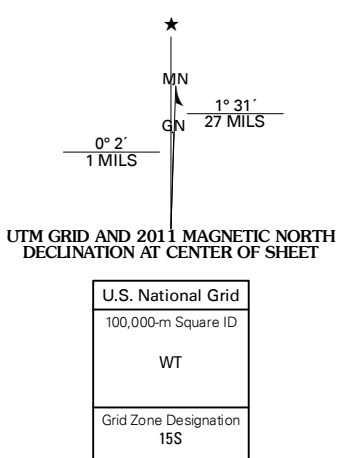 ★
MN
GN
1° 31´
27 MILS
0° 2´
1 MILS
UTM GRID AND 2011 MAGNETIC NORTH
DECLINATION AT CENTER OF SHEET
U.S. National Grid
100,000-m Square ID
WT
Grid Zone Designation
15S